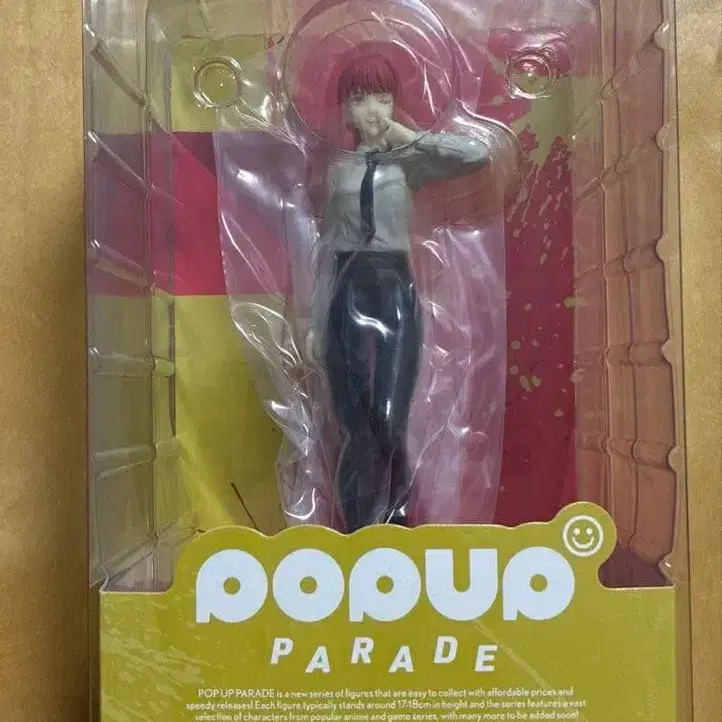 POPUP
PARADE
POP UP PARADE is a new series of figures that are easy to collect with affordable prices and
speedy releases! Each figure typically stands around 17-18cm in height and the series features a vast
selection of characters from popular anime and game series, with many more to be added soon!